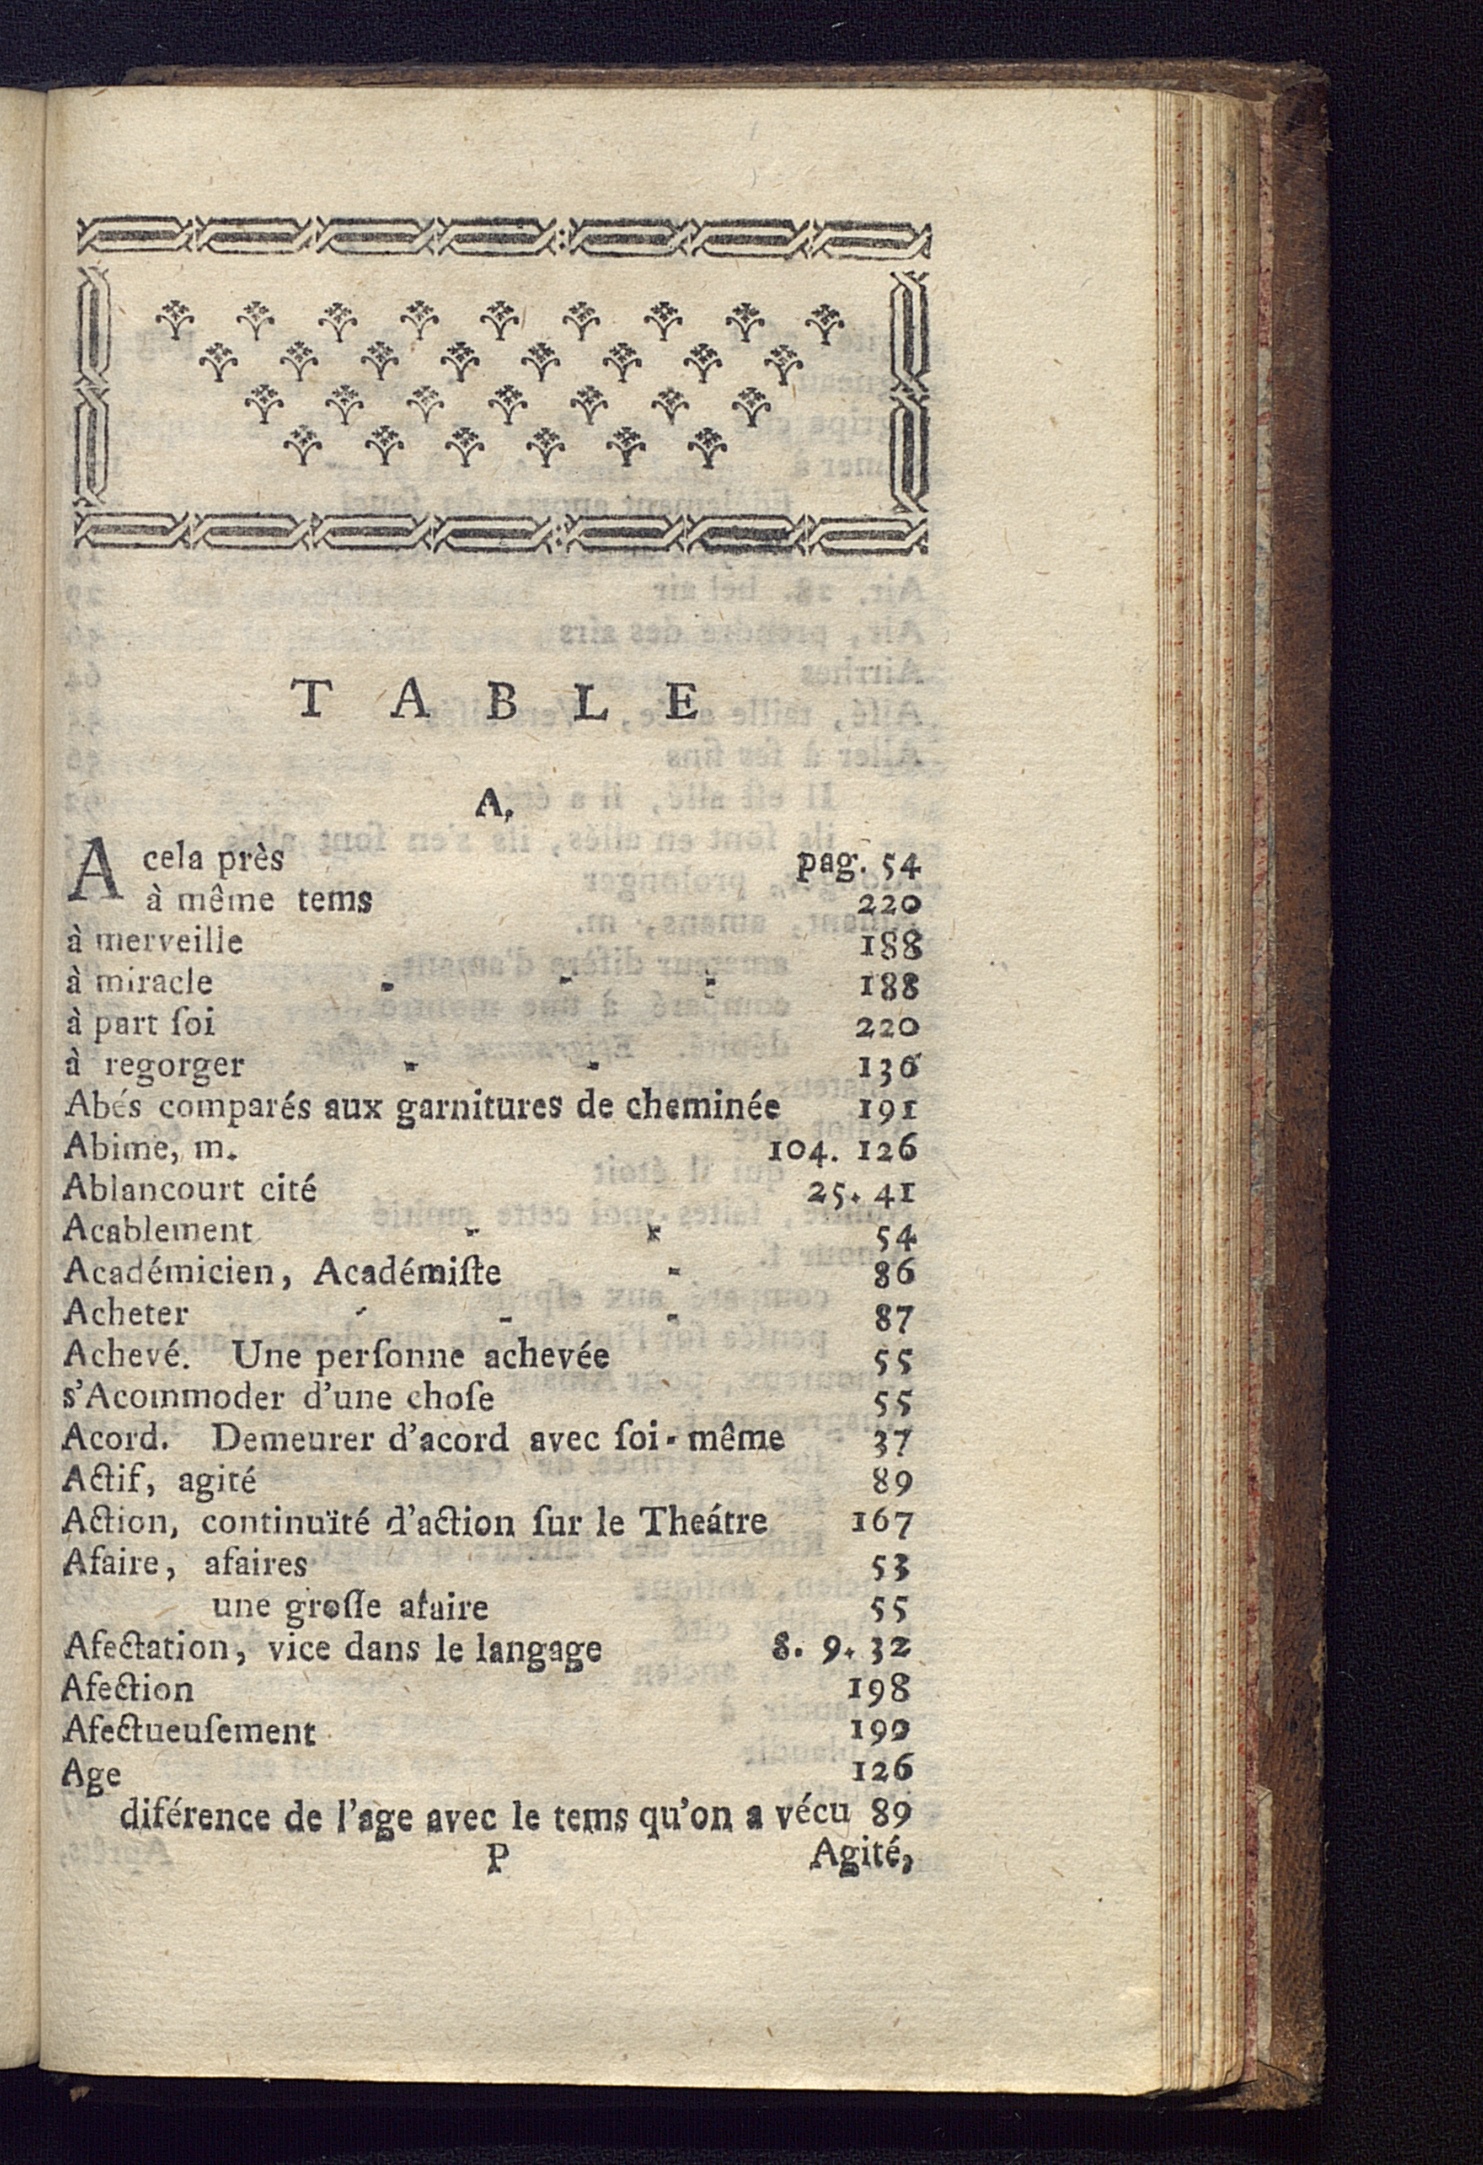 TABLE
A,
A cela près pag. 54
à même tems 220
à merveille 188
à miracle - - - 188
à part ſoi 220
à regorger - - 136
Abés comparés aux garnitures de cheminée 191
Abime, m. 104. 126
Ablancourt cité 25. 41
Acablement - - 54
Académicien, Académiſte - 86
Acheter - - - 87
Achevé. Une perſonne achevée 55
s'Acommoder d'une choſe 55
Acord. Demeurer d'acord avec ſoi-même 37
Actif, agité 89
Action, continuïté d'action ſur le Theátre 167
Afaire, afaires 53
une groſſe afaire 55
Afectation, vice dans le langage 8. 9. 32
Afection 198
Afectueuſement 199
Age 126
diférence de l'age avec le tems qu'on a vécu 89
P Agité,